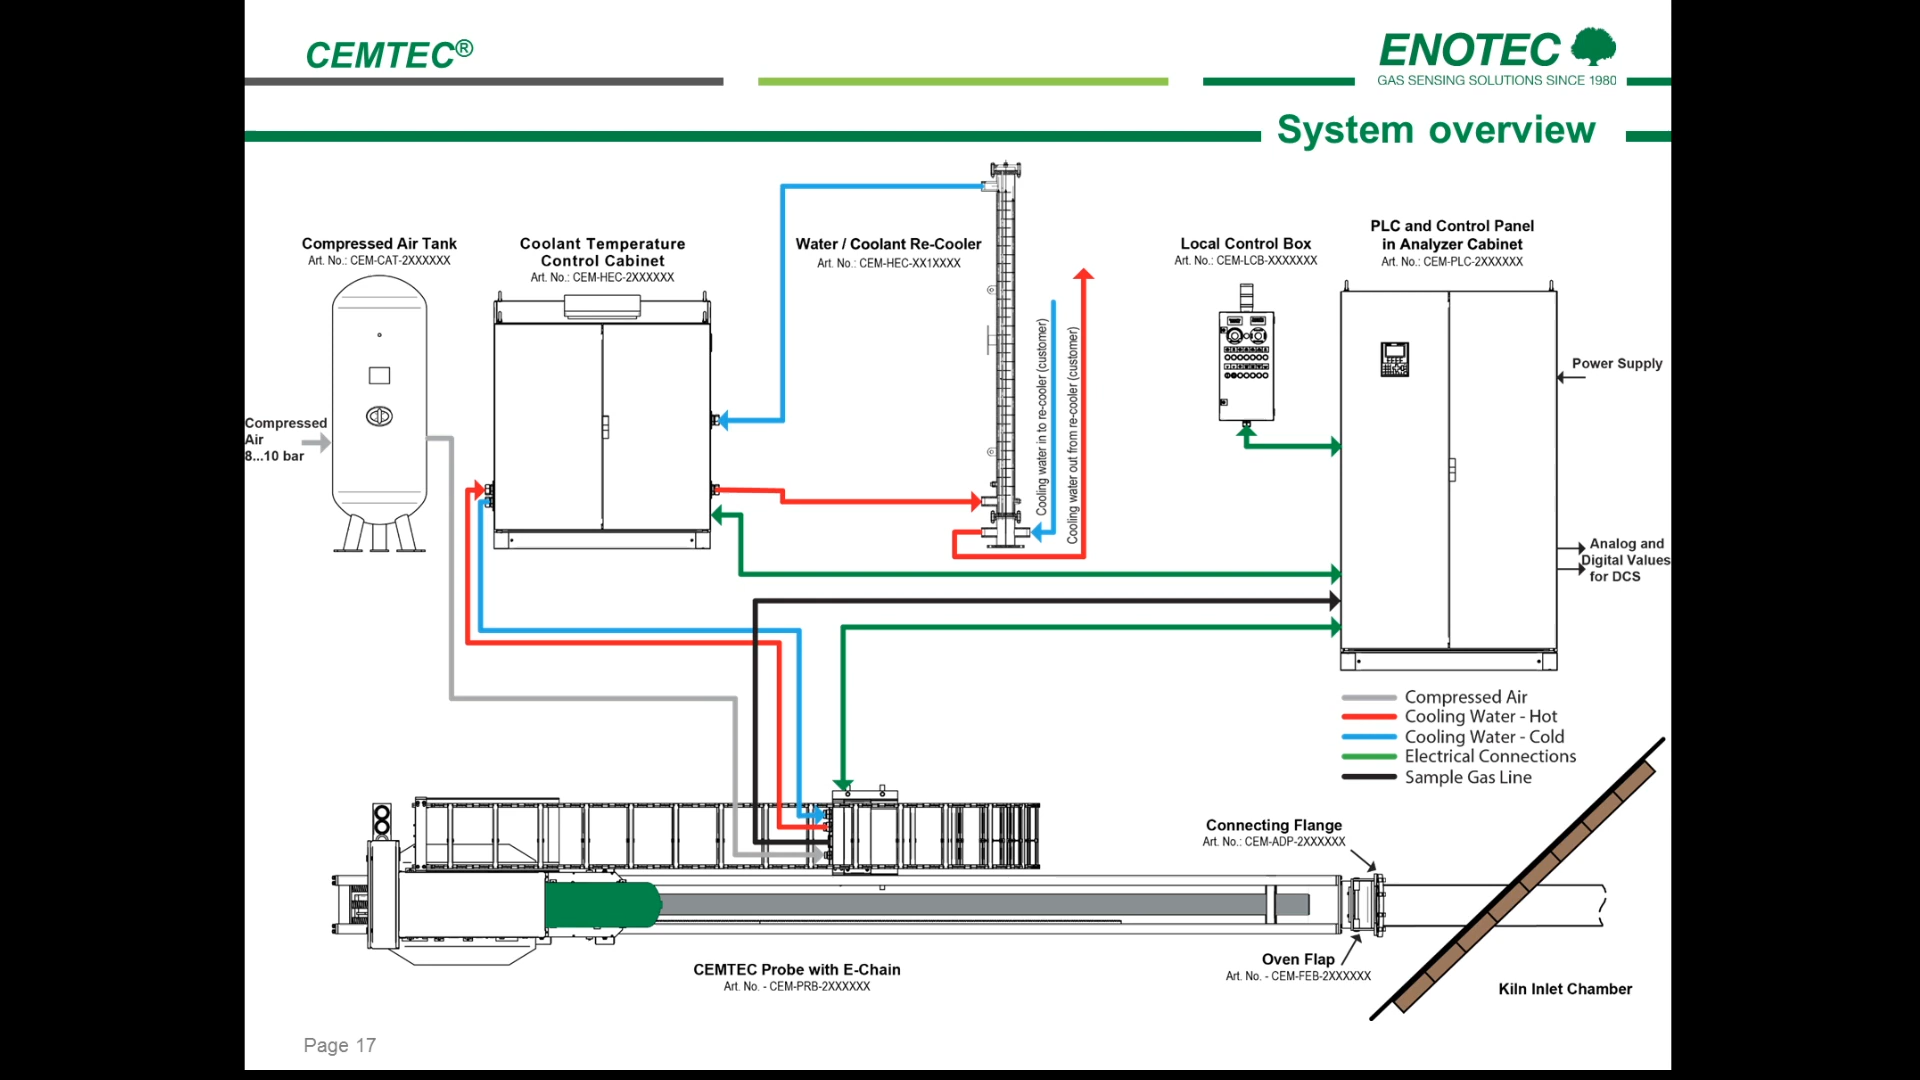 CEMTEC®
ENOTEC
GAS SENSING SOLUTIONS SINCE 1980
System overview
Compressed Air Tank
Art. No.: CEM-CAT-2XXXXXX
Coolant Temperature
Control Cabinet
Art. No.: CEM-HEC-2XXXXXX
Water / Coolant Re-Cooler
Art. No.: CEM-HEC-XX1XXXX
Local Control Box
Art. No.: CEM-LCB-XXXXXXX
PLC and Control Panel
in Analyzer Cabinet
Art. No.: CEM-PLC-2XXXXXX
Compressed
Air
8...10 bar
Cooling water in to re-cooler (customer)
Cooling water out from re-cooler (customer)
Power Supply
Analog and
Digital Values
for DCS
Compressed Air
Cooling Water - Hot
Cooling Water - Cold
Electrical Connections
Sample Gas Line
Connecting Flange
Art. No.: CEM-ADP-2XXXXXX
CEMTEC Probe with E-Chain
Art. No. - CEM-PRB-2XXXXXX
Oven Flap
Art. No. - CEM-FEB-2XXXXXX
Kiln Inlet Chamber
Page 17